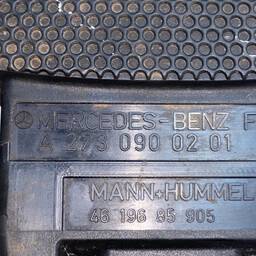 MERCEDES-BENZ F
A 273 090 02 01
MANN+HUMMEL
46 196 85 905